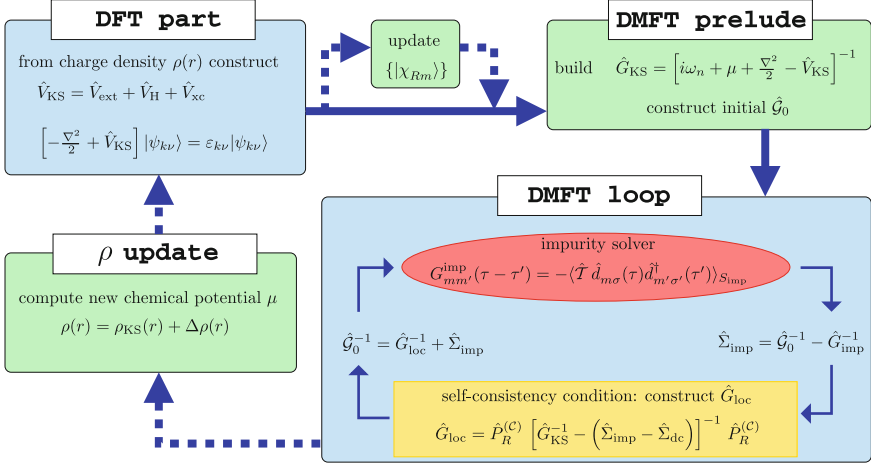 DFT part
from charge density ρ(r) construct
V̂_KS = V̂_ext + V̂_H + V̂_xc
[−∇²/2 + V̂_KS] |ψ_kν⟩ = ε_kν|ψ_kν⟩
update
{|χ_Rm⟩}
DMFT prelude
build Ĝ_KS = [iω_n + μ + ∇²/2 − V̂_KS]⁻¹
construct initial 𝒢̂_0
DMFT loop
impurity solver
G^imp_mm′(τ − τ′) = −⟨𝒯̂ d̂_mσ(τ)d̂†_m′σ′(τ′)⟩_S_imp
𝒢̂_0⁻¹ = Ĝ_loc⁻¹ + Σ̂_imp
Σ̂_imp = 𝒢̂_0⁻¹ − Ĝ_imp⁻¹
self-consistency condition: construct Ĝ_loc
Ĝ_loc = P̂_R^(𝒞) [Ĝ_KS⁻¹ − (Σ̂_imp − Σ̂_dc)]⁻¹ P̂_R^(𝒞)
ρ update
compute new chemical potential μ
ρ(r) = ρ_KS(r) + Δρ(r)